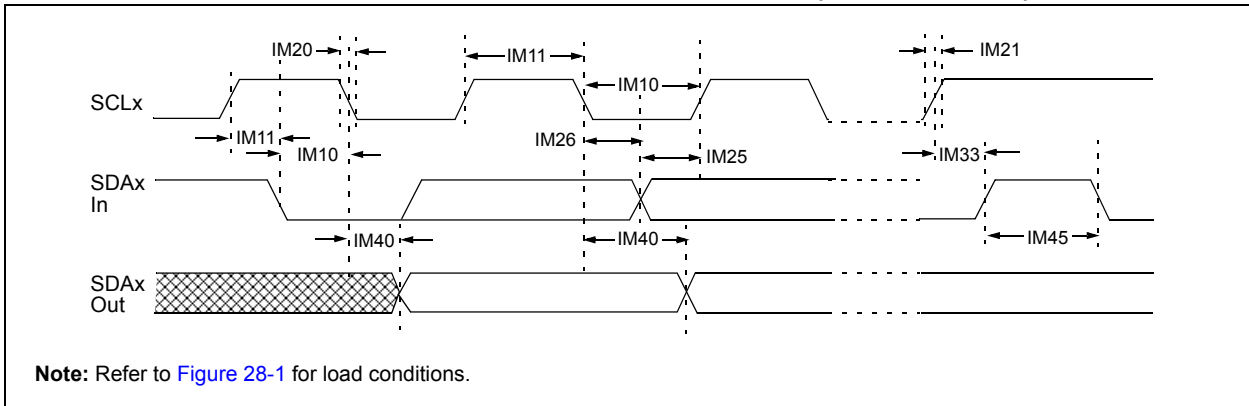 IM20
IM11
IM21
IM10
SCLx
IM11
IM26
IM10
IM25
IM33
SDAx
In
IM40
IM40
IM45
SDAx
Out
Note: Refer to Figure 28-1 for load conditions.